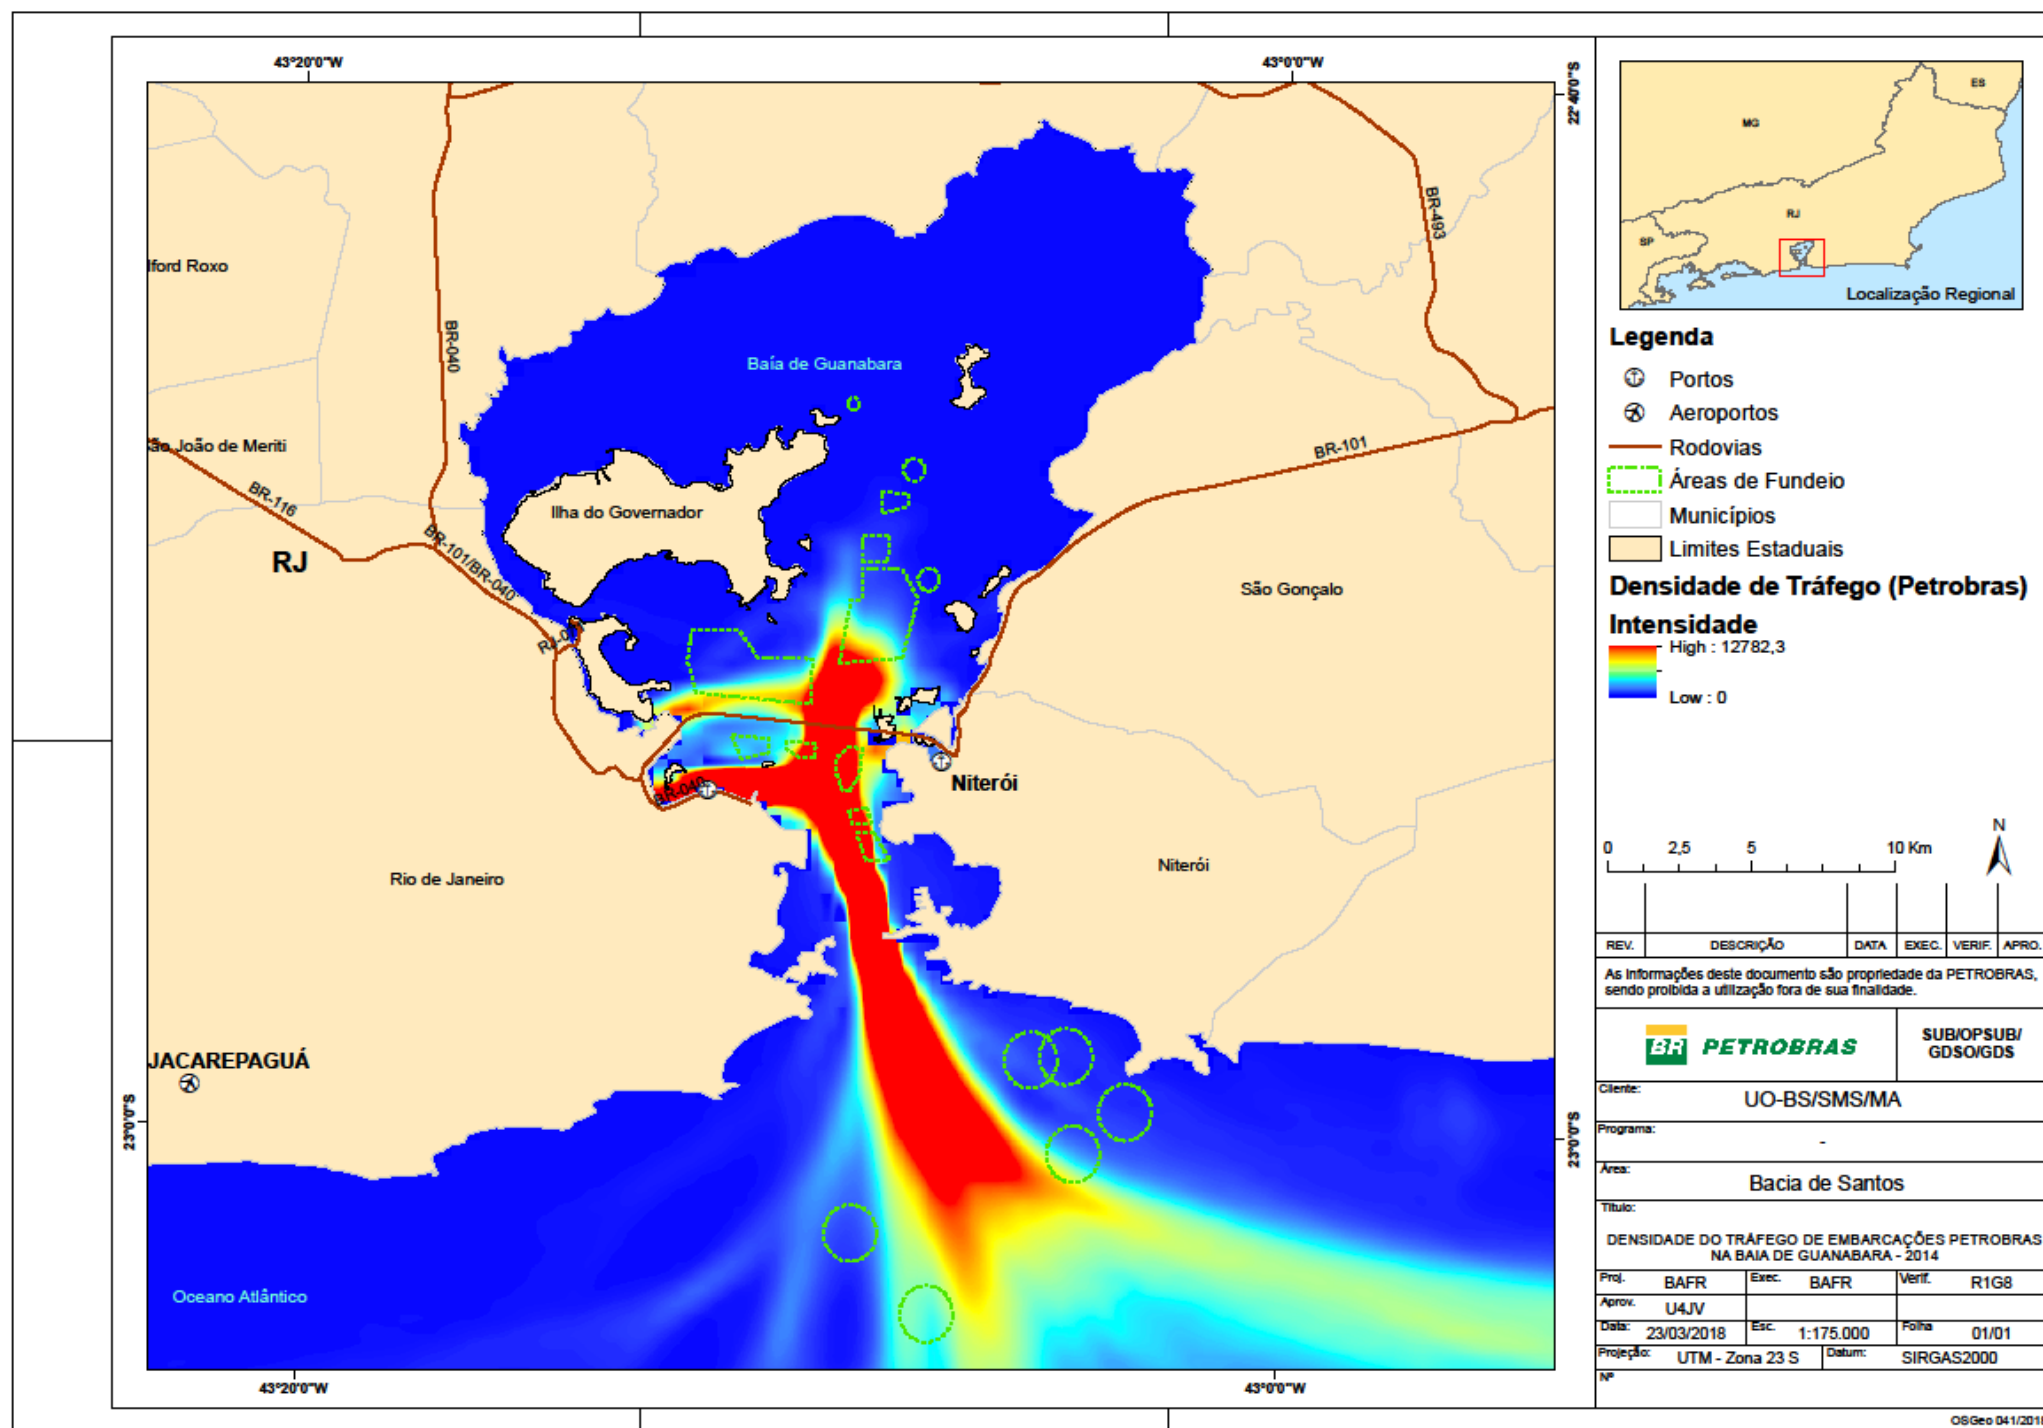 43°20'0"W
43°0'0"W
22°40'0"S
lford Roxo
ão João de Meriti
BR-116
BR-040
BR-101/BR-040
RJ
BR-493
BR-101
Baía de Guanabara
Ilha do Governador
São Gonçalo
BR-040
Niterói
Niterói
Rio de Janeiro
JACAREPAGUÁ
23°0'0"S
23°0'0"S
Oceano Atlântico
43°20'0"W
43°0'0"W
ES
MG
RJ
SP
Localização Regional
Legenda
Portos
Aeroportos
Rodovias
Áreas de Fundeio
Municípios
Limites Estaduais
Densidade de Tráfego (Petrobras)
Intensidade
High : 12782,3
Low : 0
N
0 2,5 5 10 Km
REV. DESCRIÇÃO DATA EXEC. VERIF. APRO.
As informações deste documento são propriedade da PETROBRAS,
sendo proibida a utilização fora de sua finalidade.
BR PETROBRAS
SUB/OPSUB/
GDSO/GDS
Cliente:
UO-BS/SMS/MA
Programa:
-
Área:
Bacia de Santos
Título:
DENSIDADE DO TRÁFEGO DE EMBARCAÇÕES PETROBRAS
NA BAIA DE GUANABARA - 2014
Proj. BAFR Exec. BAFR Verif. R1G8
Aprov. U4JV
Data: 23/03/2018 Esc. 1:175.000 Folha 01/01
Projeção: UTM - Zona 23 S Datum: SIRGAS2000
Nº